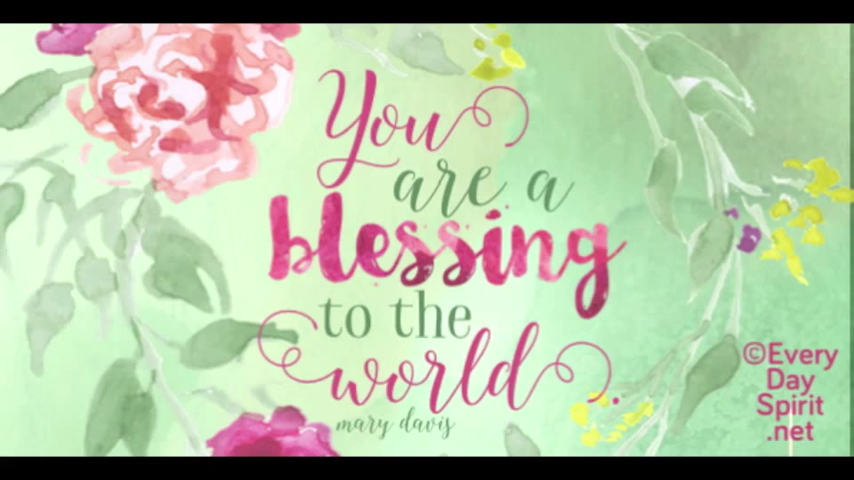 You
are a
blessing
to the
world.
mary davis
©Every
Day
Spirit
.net